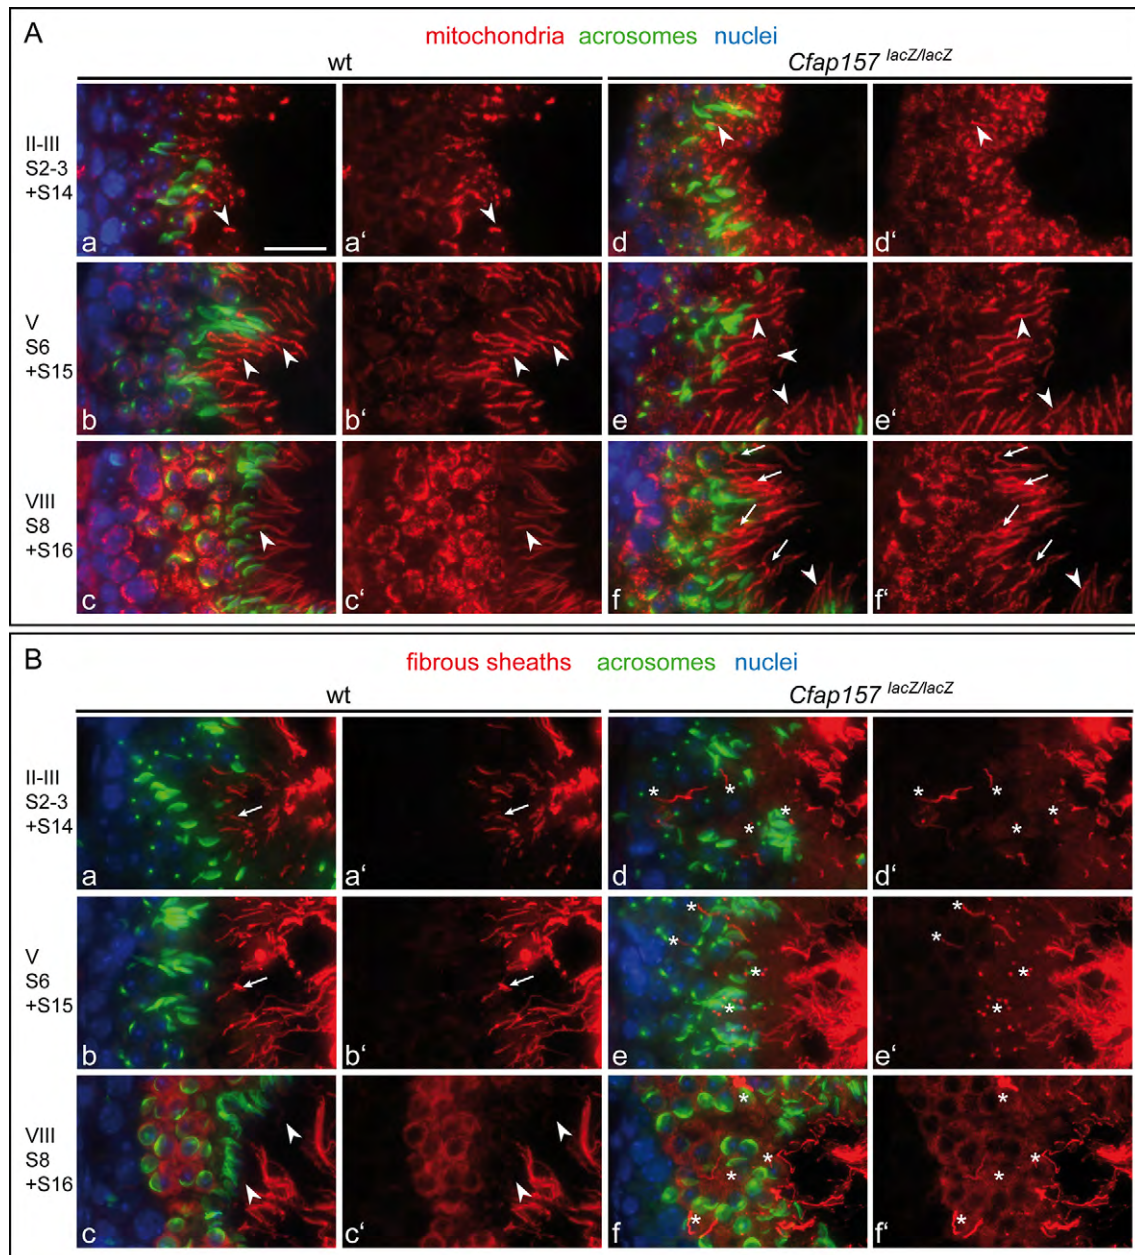 A
mitochondria acrosomes nuclei
wt
Cfap157 lacZ/lacZ
II-III
S2-3
+S14
a
a‘
d
d‘
V
S6
+S15
b
b‘
e
e‘
VIII
S8
+S16
c
c‘
f
f‘
B
fibrous sheaths acrosomes nuclei
wt
Cfap157 lacZ/lacZ
II-III
S2-3
+S14
a
a‘
d
d‘
V
S6
+S15
b
b‘
e
e‘
VIII
S8
+S16
c
c‘
f
f‘